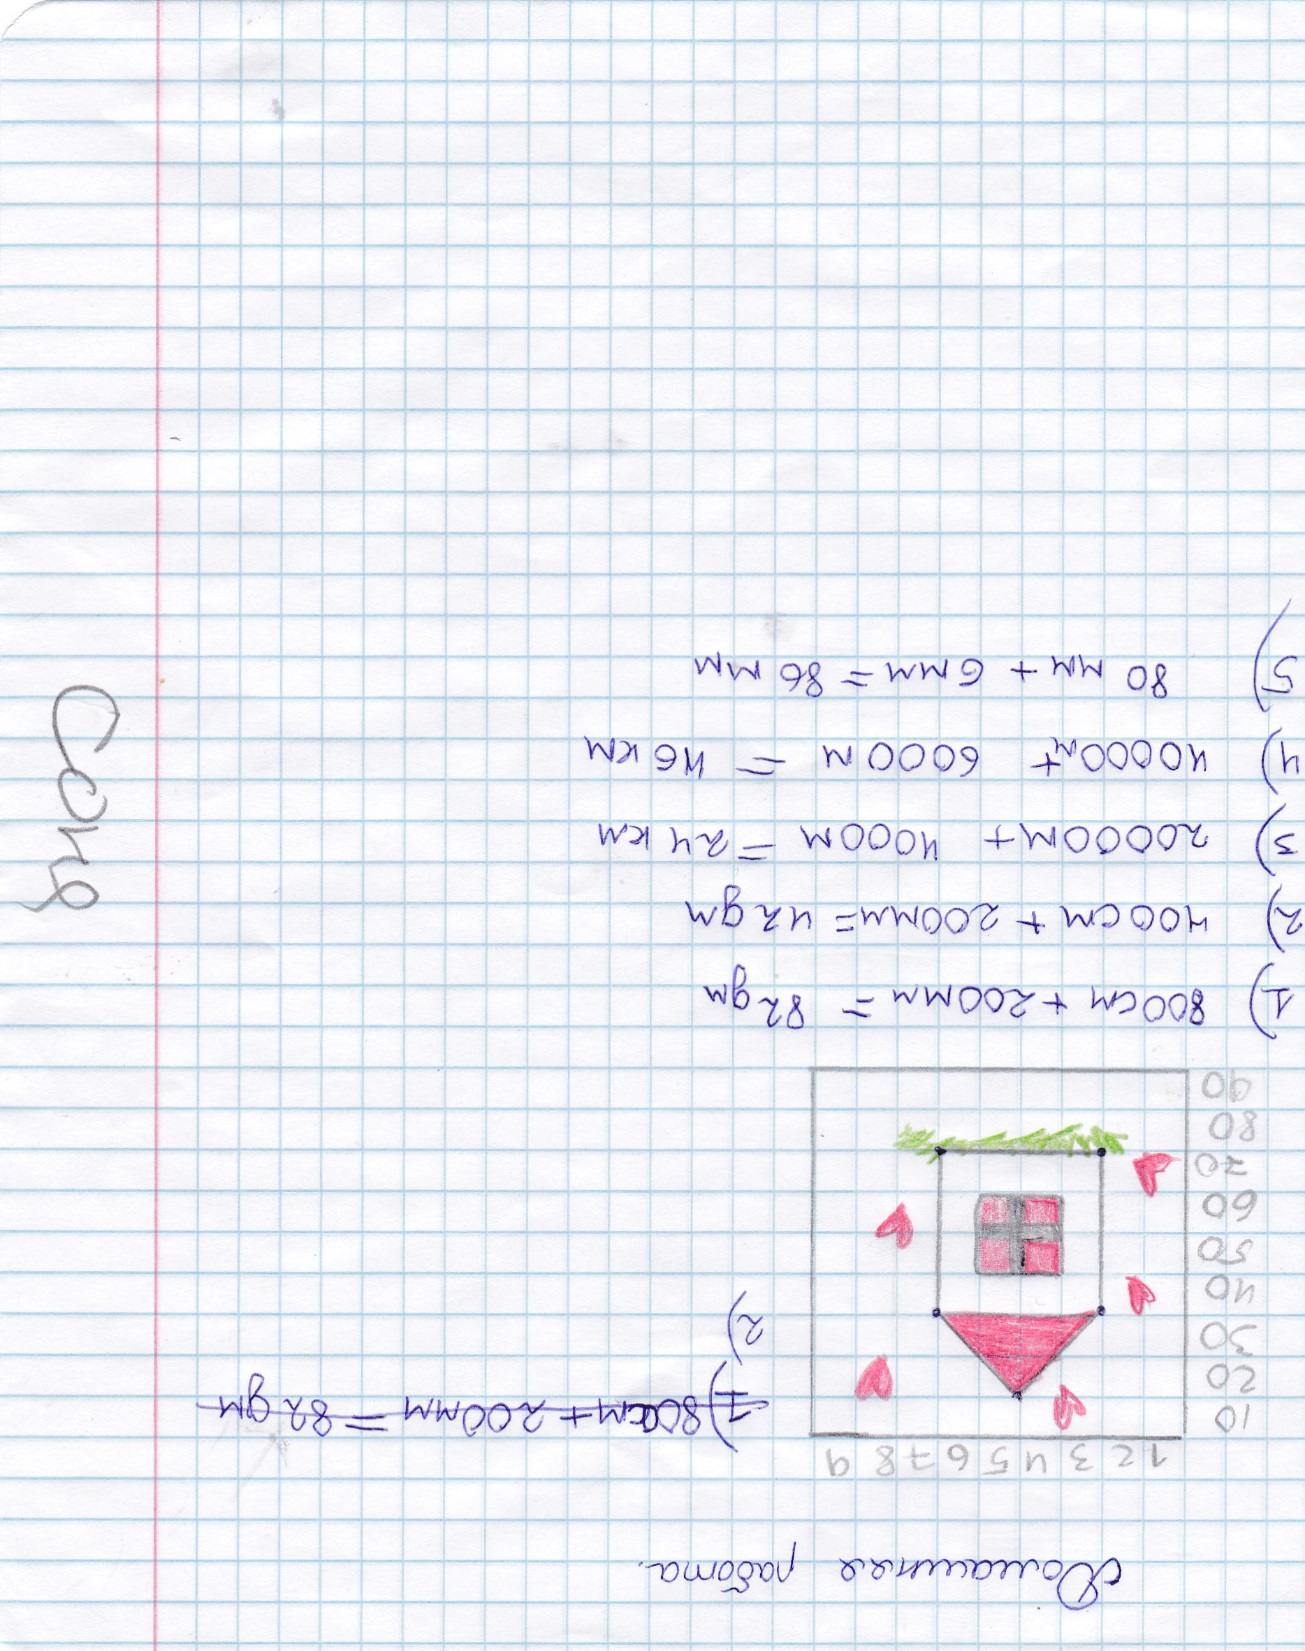 Домашняя работа.
1 2 3 4 5 6 7 8 9
10
20
30
40
50
60
70
80
90
1) 800см + 200мм = 82 дм
2)
1) 800см + 200мм = 82 дм
2) 400см + 200мм = 42 дм
3) 20000м + 4000м = 24 км
4) 40000м + 6000м = 46 км
5) 80 мм + 6мм = 86 мм
Соня